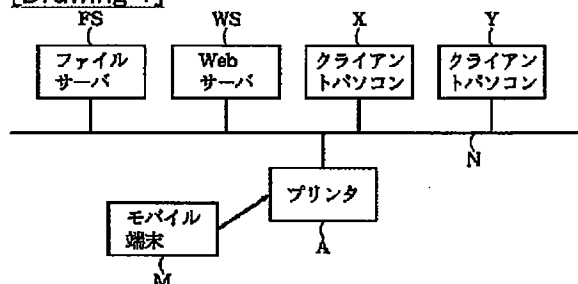 [Drawing 1]
FS WS X Y
ファイル
サーバ
Web
サーバ
クライアン
トパソコン
クライアン
トパソコン
N
プリンタ
モバイル
端末
A
M